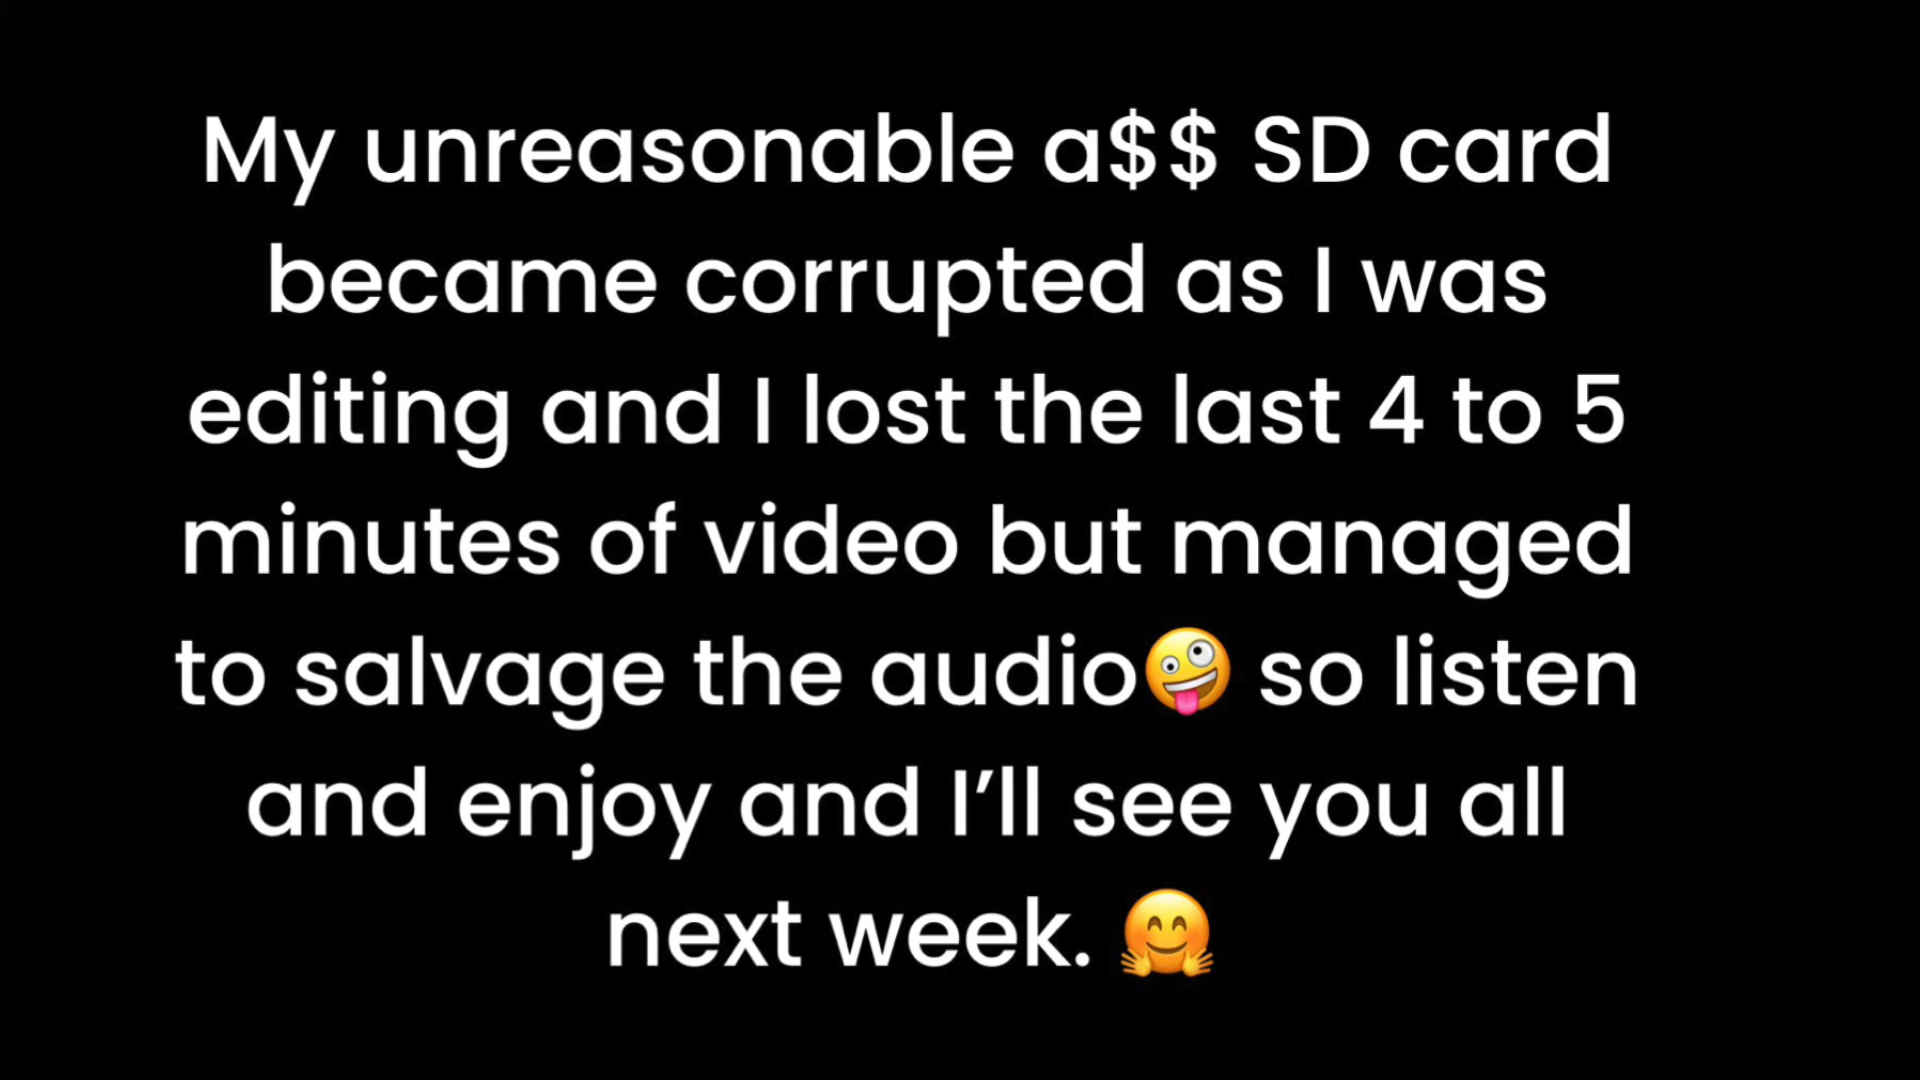 My unreasonable a$$ SD card
became corrupted as I was
editing and I lost the last 4 to 5
minutes of video but managed
to salvage the audio🤪 so listen
and enjoy and I’ll see you all
next week. 🤗